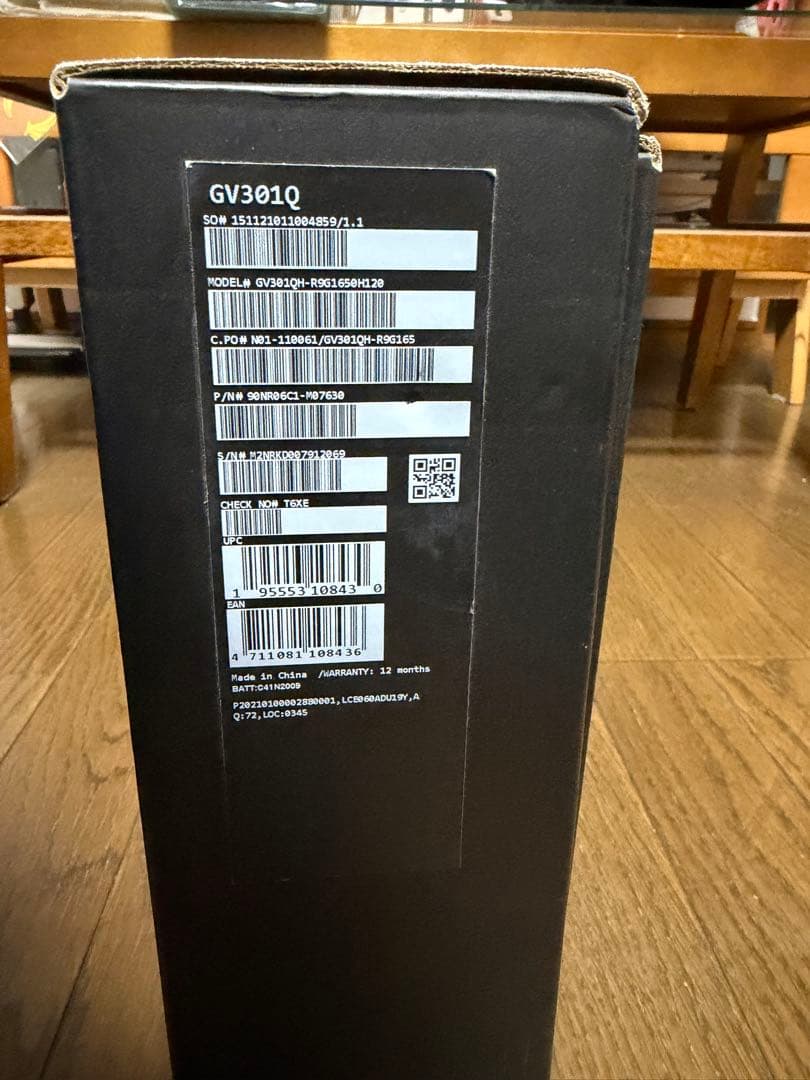 GV301Q
SO# 151121011004859/1.1
MODEL# GV301QH-R9G1650H120
C.PO# N01-110061/GV301QH-R9G165
P/N# 90NR06C1-M07630
S/N# M2NRKD007912069
CHECK NO# T6XE
UPC
1 95553 10843 0
EAN
4 711081 108436
Made in China /WARRANTY: 12 months
BATT:C41N2009
P20210100002880001,LCB060ADU19Y,A
Q:72,LOC:0345